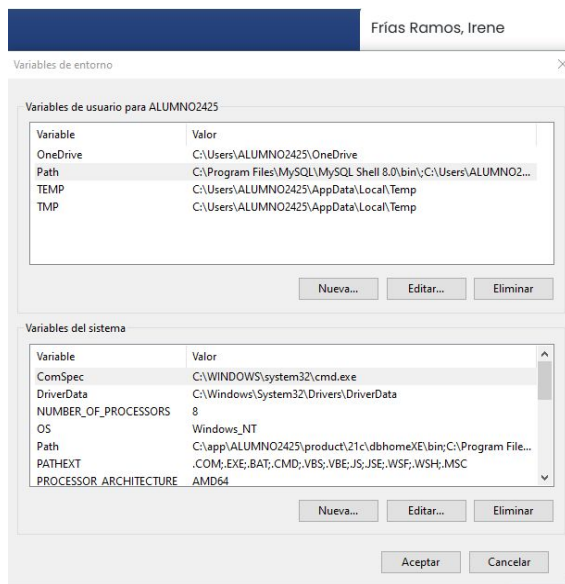 Frías Ramos, Irene
Variables de entorno
Variables de usuario para ALUMNO2425
Variable Valor
OneDrive C:\Users\ALUMNO2425\OneDrive
Path C:\Program Files\MySQL\MySQL Shell 8.0\bin\;C:\Users\ALUMNO2...
TEMP C:\Users\ALUMNO2425\AppData\Local\Temp
TMP C:\Users\ALUMNO2425\AppData\Local\Temp
Nueva... Editar... Eliminar
Variables del sistema
Variable Valor
ComSpec C:\WINDOWS\system32\cmd.exe
DriverData C:\Windows\System32\Drivers\DriverData
NUMBER_OF_PROCESSORS 8
OS Windows_NT
Path C:\app\ALUMNO2425\product\21c\dbhomeXE\bin;C:\Program File...
PATHEXT .COM;.EXE;.BAT;.CMD;.VBS;.VBE;.JS;.JSE;.WSF;.WSH;.MSC
PROCESSOR_ARCHITECTURE AMD64
Nueva... Editar... Eliminar
Aceptar Cancelar